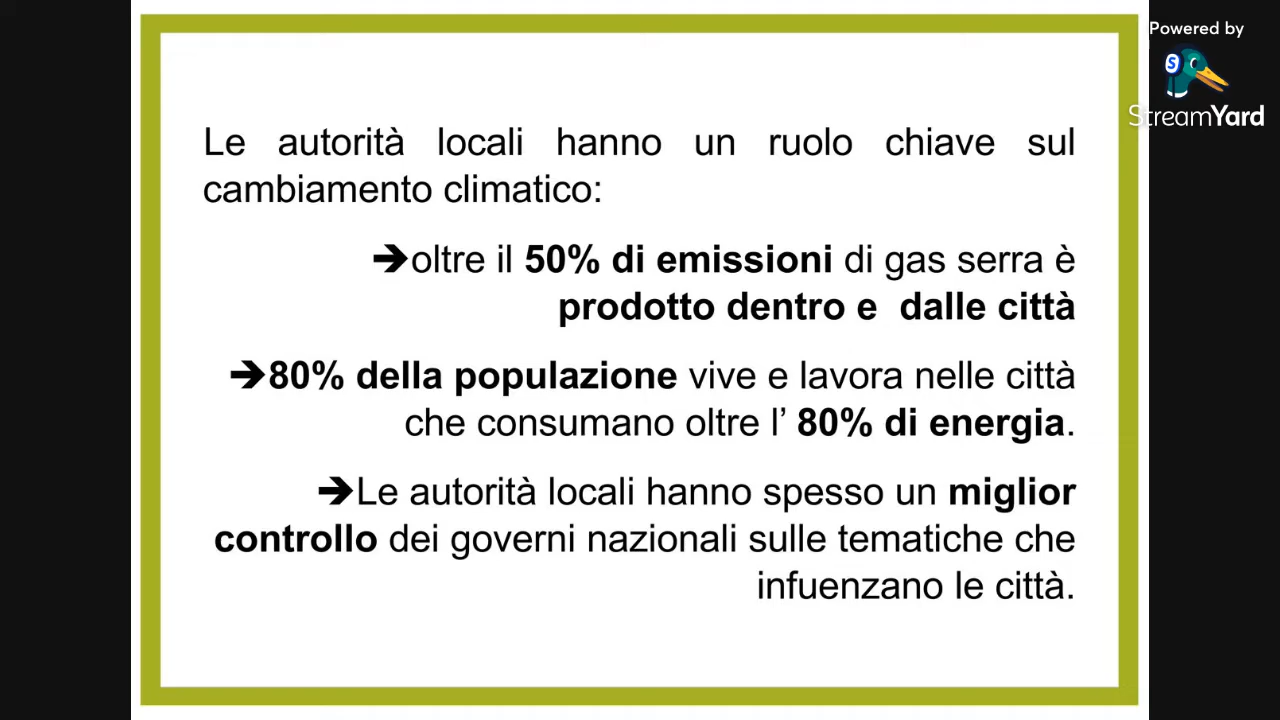 Powered by
StreamYard
Le autorità locali hanno un ruolo chiave sul
cambiamento climatico:
➔oltre il 50% di emissioni di gas serra è
prodotto dentro e  dalle città
➔80% della popolazione vive e lavora nelle città
che consumano oltre l’ 80% di energia.
➔Le autorità locali hanno spesso un miglior
controllo dei governi nazionali sulle tematiche che
infuenzano le città.